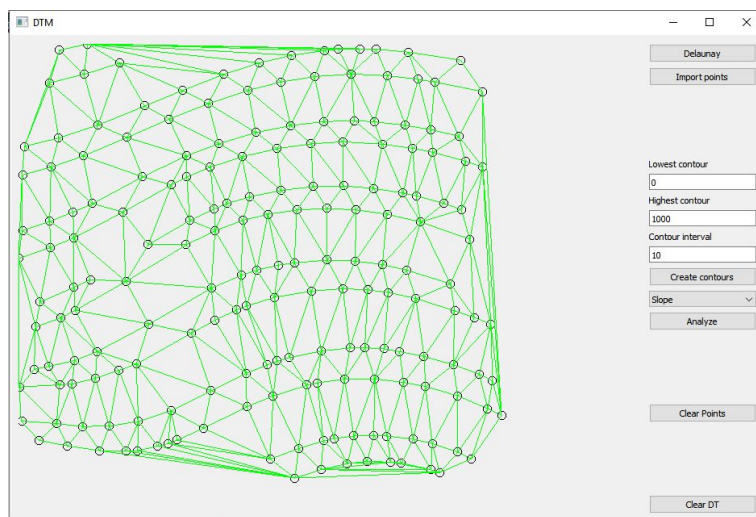 DTM
Delaunay
Import points
Lowest contour
0
Highest contour
1000
Contour interval
10
Create contours
Slope
Analyze
Clear Points
Clear DT